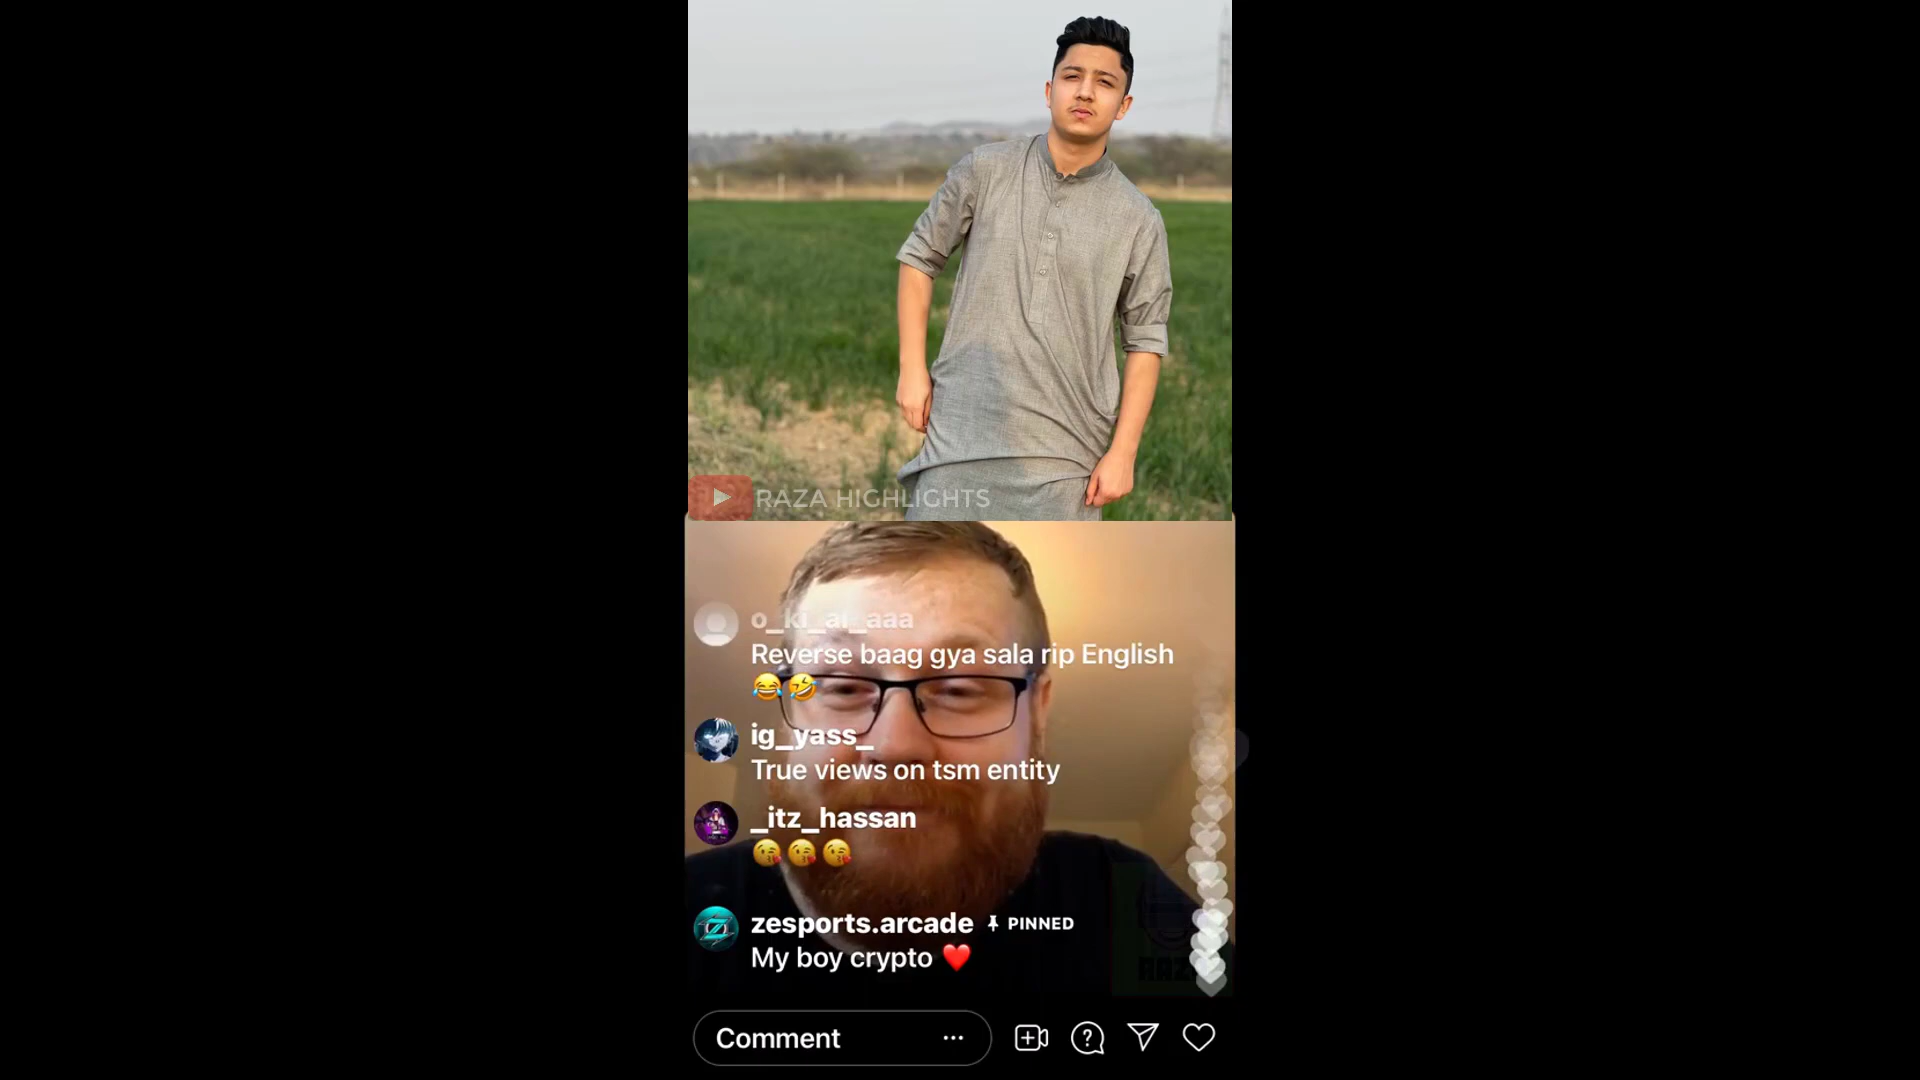 RAZA HIGHLIGHTS
o_ki_ai_aaa
Reverse baag gya sala rip English
😂🤣
ig_yass_
True views on tsm entity
_itz_hassan
😘😘😘
zesports.arcade PINNED
My boy crypto ❤️
Comment ...